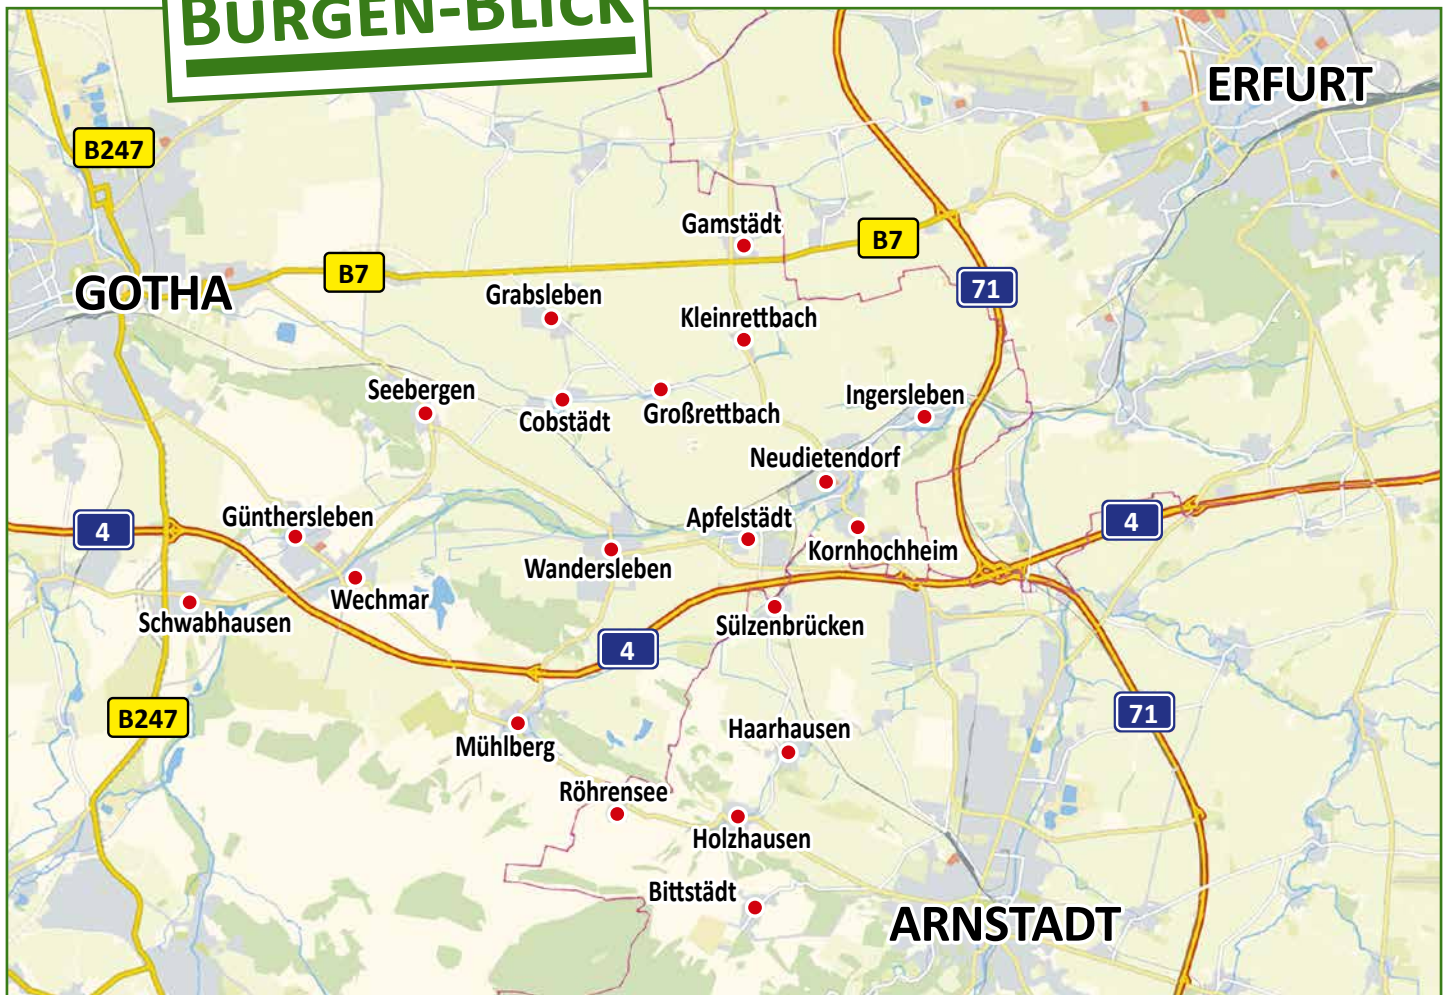 BURGEN-BLICK
ERFURT
B247
Gamstädt
B7
B7
GOTHA
71
Grabsleben
Kleinrettbach
Seebergen
Ingersleben
Cobstädt
Großrettbach
Neudietendorf
Günthersleben
Apfelstädt
4
4
Kornhochheim
Wandersleben
Wechmar
Schwabhausen
Sülzenbrücken
4
B247
71
Haarhausen
Mühlberg
Röhrensee
Holzhausen
Bittstädt
ARNSTADT